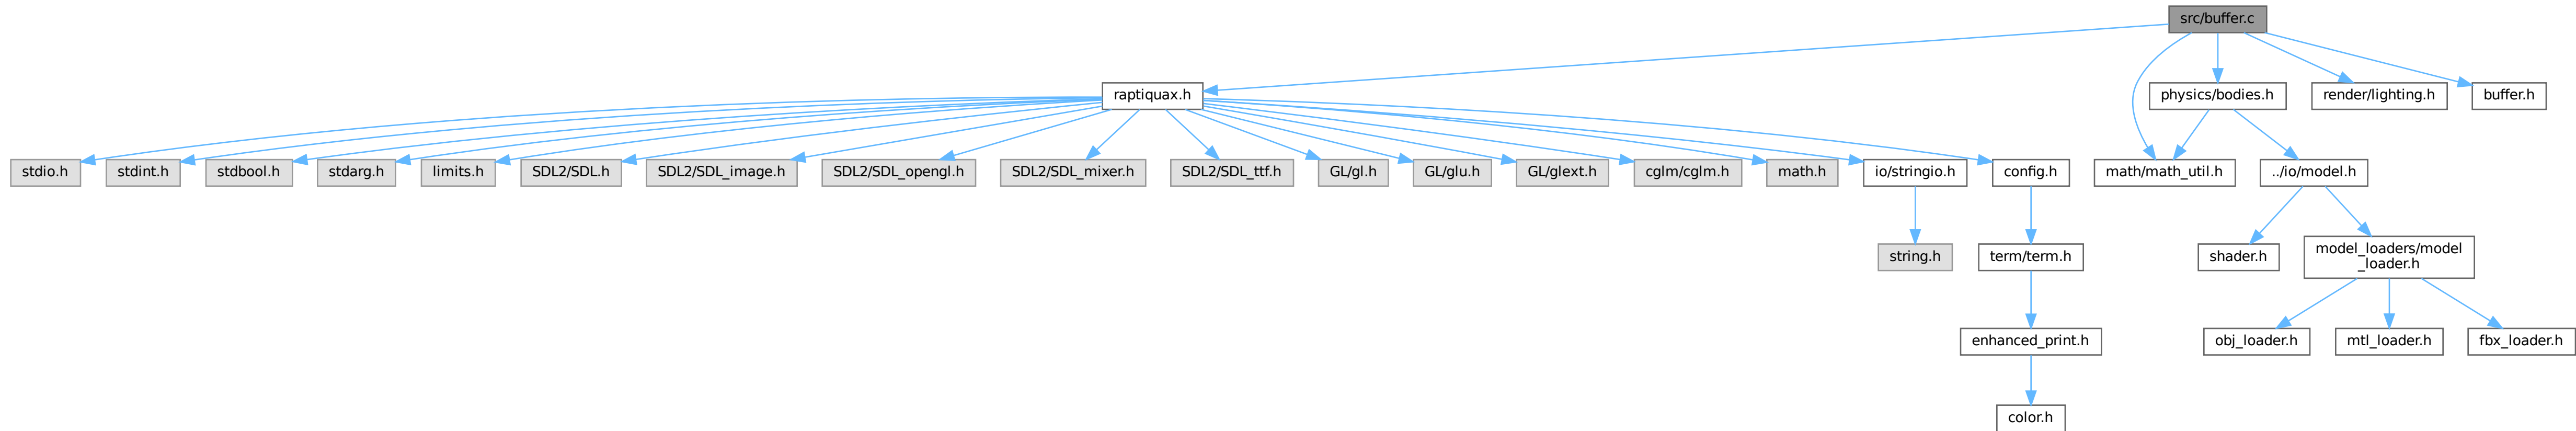 src/buffer.c
raptiquax.h
physics/bodies.h
render/lighting.h
buffer.h
stdio.h
stdint.h
stdbool.h
stdarg.h
limits.h
SDL2/SDL.h
SDL2/SDL_image.h
SDL2/SDL_opengl.h
SDL2/SDL_mixer.h
SDL2/SDL_ttf.h
GL/gl.h
GL/glu.h
GL/glext.h
cglm/cglm.h
math.h
io/stringio.h
config.h
math/math_util.h
../io/model.h
string.h
term/term.h
shader.h
model_loaders/model
_loader.h
enhanced_print.h
obj_loader.h
mtl_loader.h
fbx_loader.h
color.h